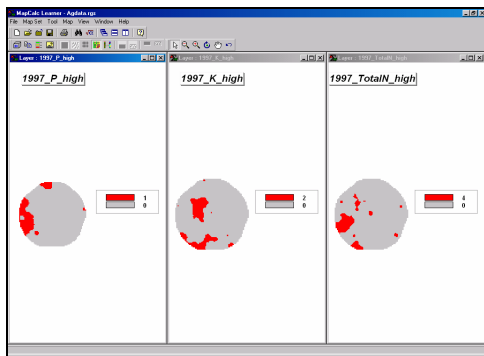 MapCalc Learner - Agdata.rgs
File Map Set Tool Map View Window Help
Layer : 1997_P_high
1997_P_high
1
0
Layer : 1997_K_high
1997_K_high
2
0
Layer : 1997_TotalN_high
1997_TotalN_high
4
0